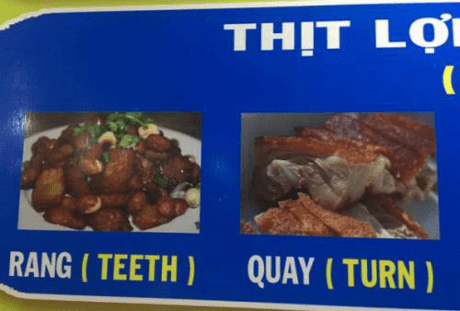 THỊT LỢ
(
RANG ( TEETH )
QUAY ( TURN )